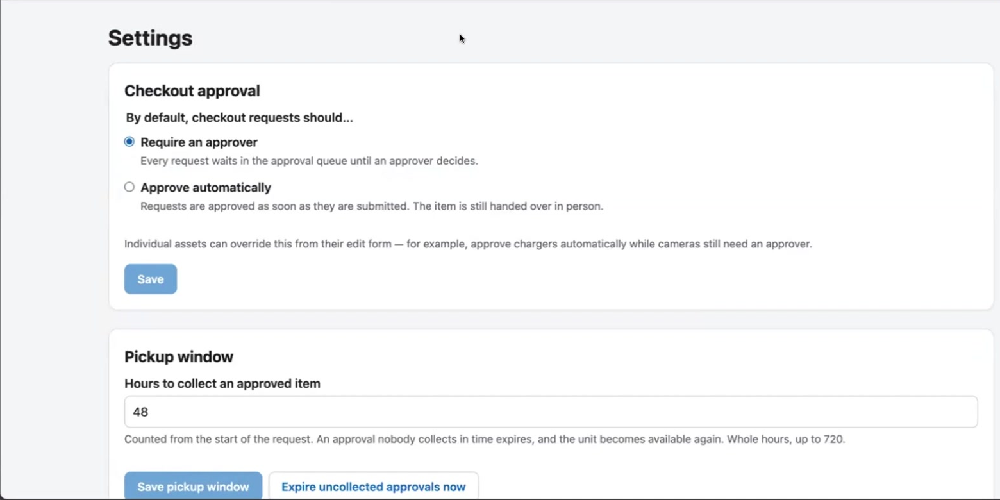 Settings
Checkout approval
By default, checkout requests should...
Require an approver
Every request waits in the approval queue until an approver decides.
Approve automatically
Requests are approved as soon as they are submitted. The item is still handed over in person.
Individual assets can override this from their edit form — for example, approve chargers automatically while cameras still need an approver.
Save
Pickup window
Hours to collect an approved item
48
Counted from the start of the request. An approval nobody collects in time expires, and the unit becomes available again. Whole hours, up to 720.
Save pickup window
Expire uncollected approvals now